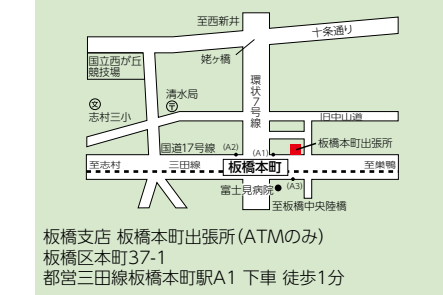 至西新井
十条通り
姥ヶ橋
国立西が丘
競技場
環状7号線
清水局
〒
文
志村三小
旧中山道
国道17号線
(A2)
(A1)
板橋本町出張所
至志村
三田線
板橋本町
至巣鴨
富士見病院
(A3)
至板橋中央陸橋
板橋支店 板橋本町出張所(ATMのみ)
板橋区本町37-1
都営三田線板橋本町駅A1 下車 徒歩1分